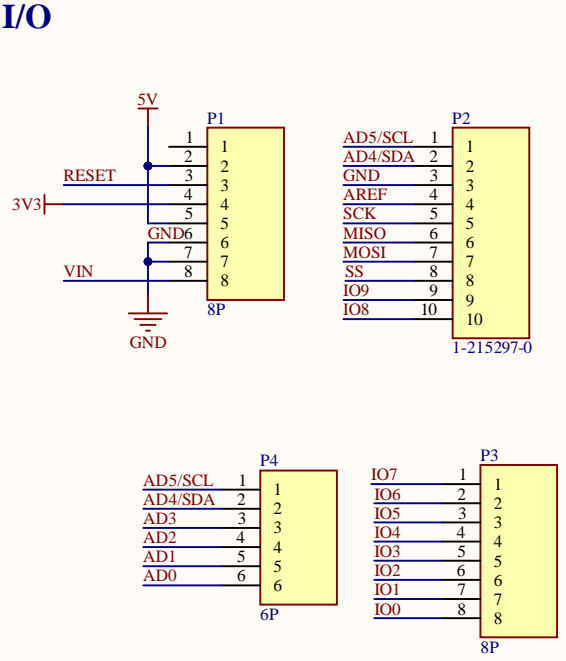 I/O
5V
P1
1 1
2 2
RESET 3 3
3V3 4 4
5 5
GND 6 6
7 7
VIN 8 8
8P
GND
P2
AD5/SCL 1 1
AD4/SDA 2 2
GND 3 3
AREF 4 4
SCK 5 5
MISO 6 6
MOSI 7 7
SS 8 8
IO9 9 9
IO8 10 10
1-215297-0
P4
AD5/SCL 1 1
AD4/SDA 2 2
AD3 3 3
AD2 4 4
AD1 5 5
AD0 6 6
6P
P3
IO7 1 1
IO6 2 2
IO5 3 3
IO4 4 4
IO3 5 5
IO2 6 6
IO1 7 7
IO0 8 8
8P